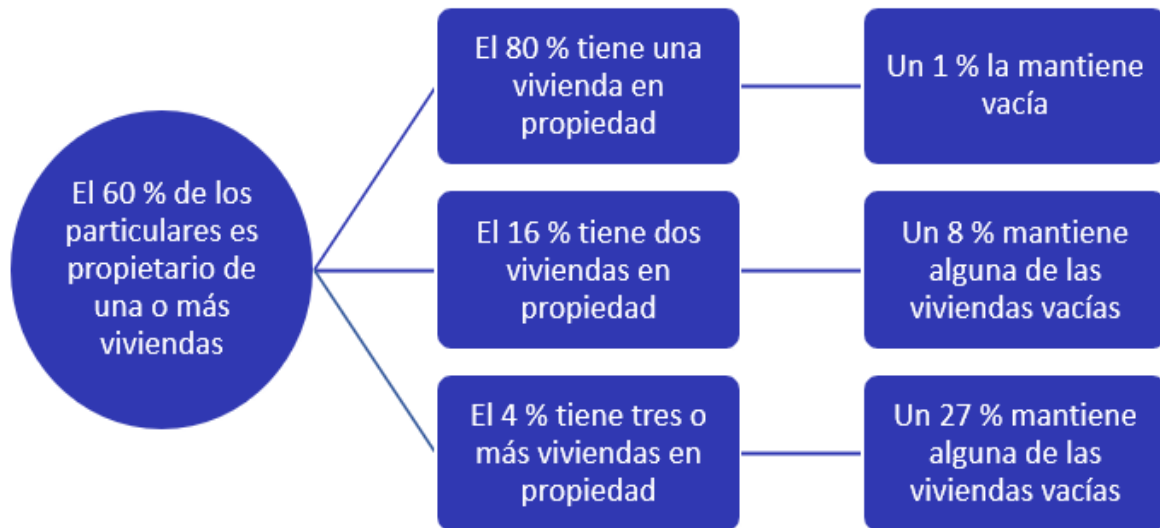 El 60 % de los
particulares es
propietario de
una o más
viviendas
El 80 % tiene una
vivienda en
propiedad
Un 1 % la mantiene
vacía
El 16 % tiene dos
viviendas en
propiedad
Un 8 % mantiene
alguna de las
viviendas vacías
El 4 % tiene tres o
más viviendas en
propiedad
Un 27 % mantiene
alguna de las
viviendas vacías